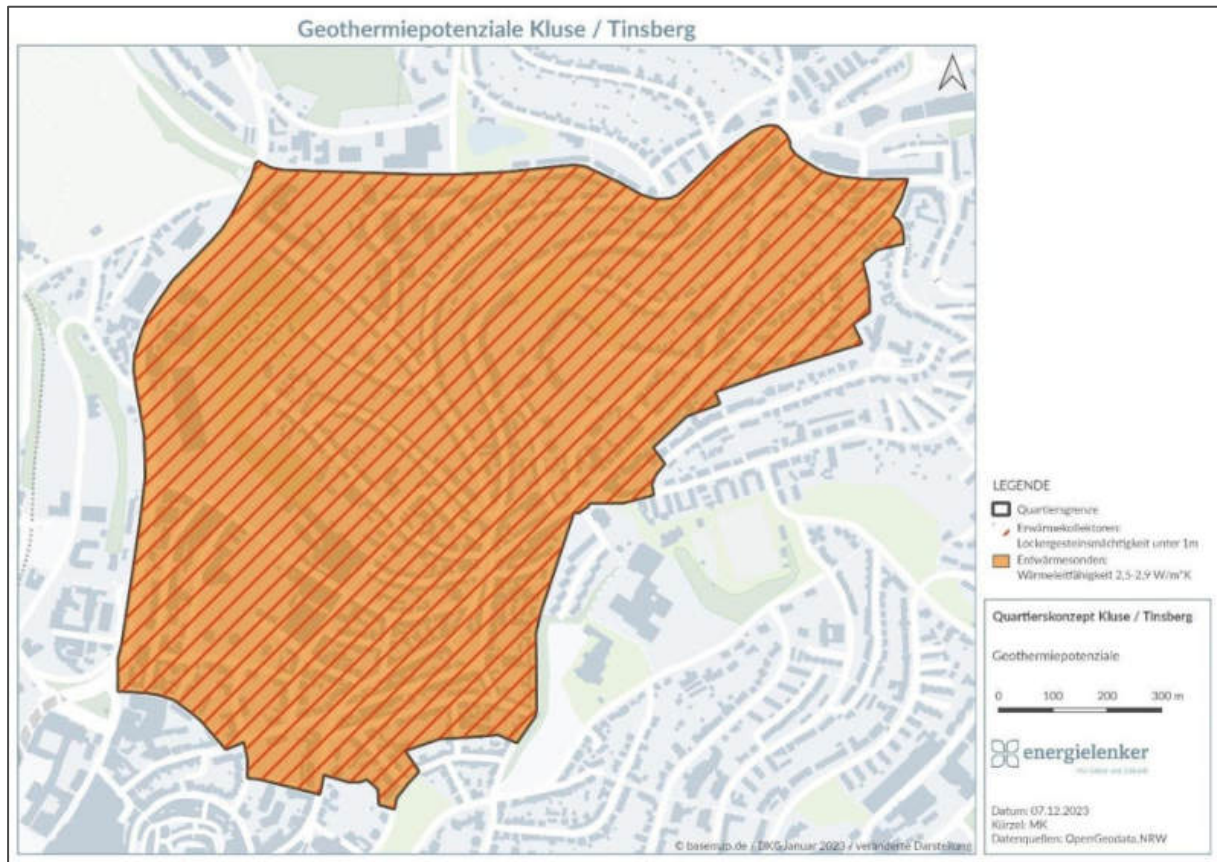 Geothermiepotenziale Kluse / Tinsberg
LEGENDE
Quartiersgrenze
Erwärmekollektoren:
Lockergesteinsmächtigkeit unter 1m
Entwärmesonden:
Wärmeleitfähigkeit 2,5-2,9 W/m*K
Quartierskonzept Kluse / Tinsberg
Geothermiepotenziale
0 100 200 300 m
energielenker
Datum: 07.12.2023
Kürzel: MK
Datenquellen: OpenGeodata.NRW
© basemap.de / BKG Januar 2023 / veränderte Darstellung